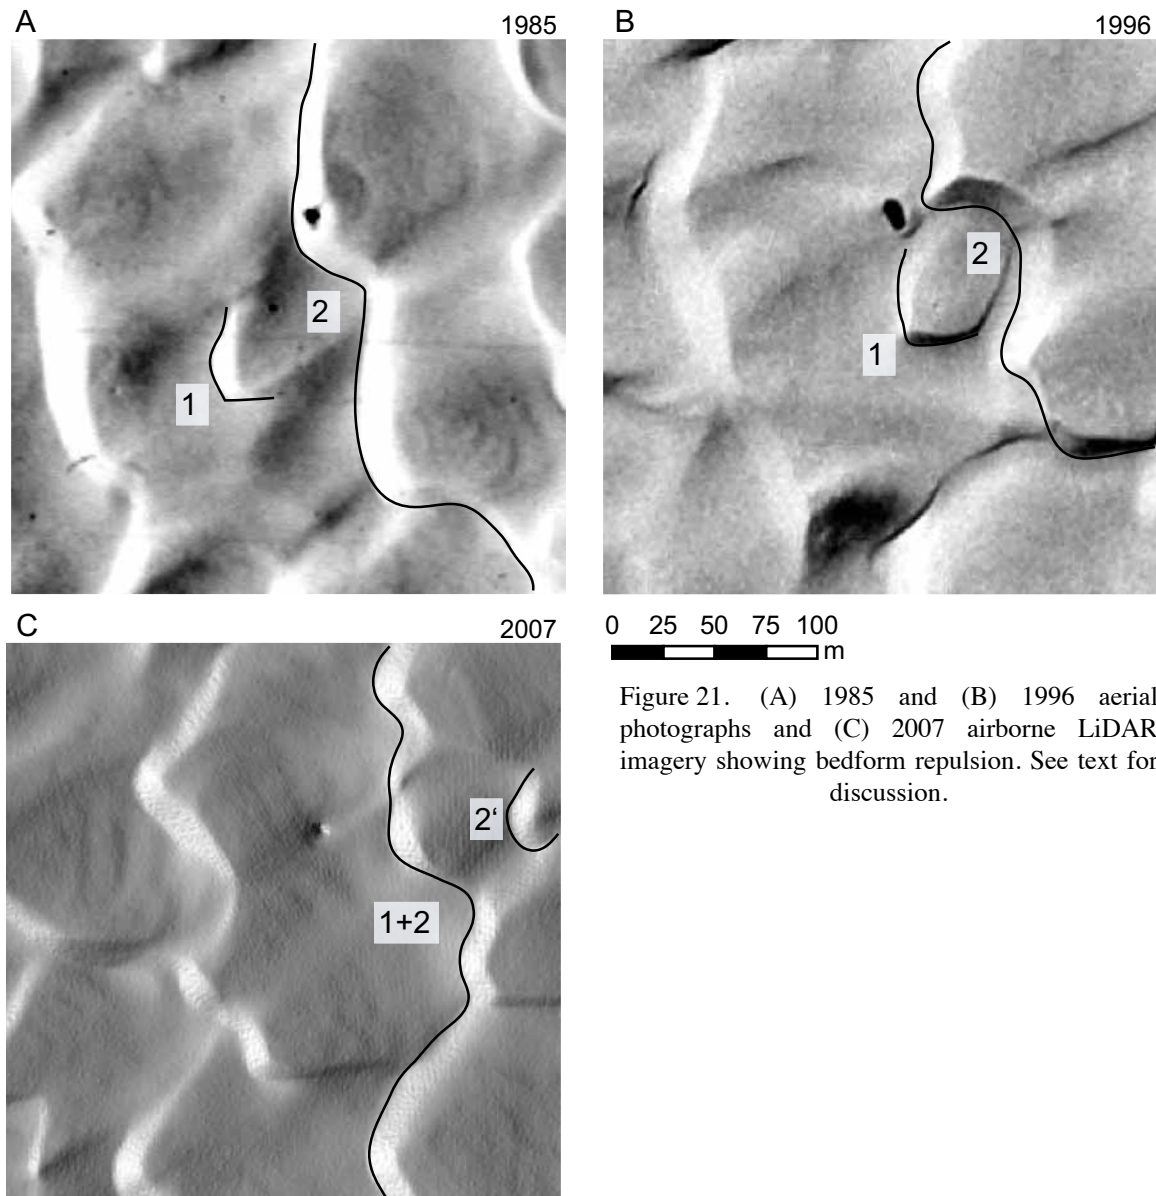 A 1985
B 1996
2
1
2
1
C 2007
0 25 50 75 100
m
2‘
1+2
Figure 21. (A) 1985 and (B) 1996 aerial
photographs and (C) 2007 airborne LiDAR
imagery showing bedform repulsion. See text for
discussion.